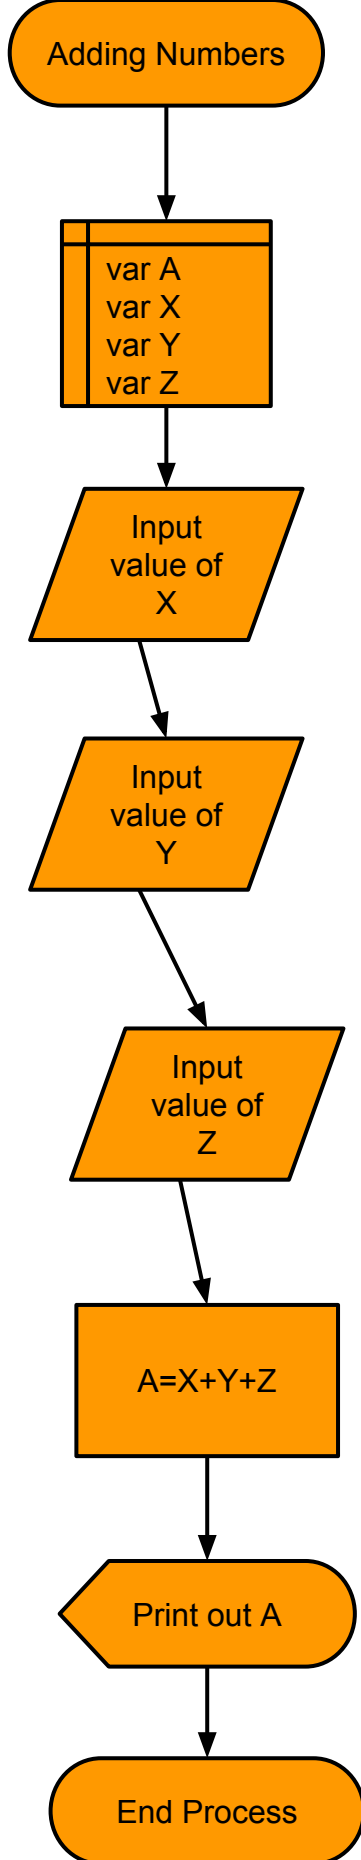 Adding Numbers
var A
var X
var Y
var Z
Input
value of
X
Input
value of
Y
Input
value of
Z
A=X+Y+Z
Print out A
End Process